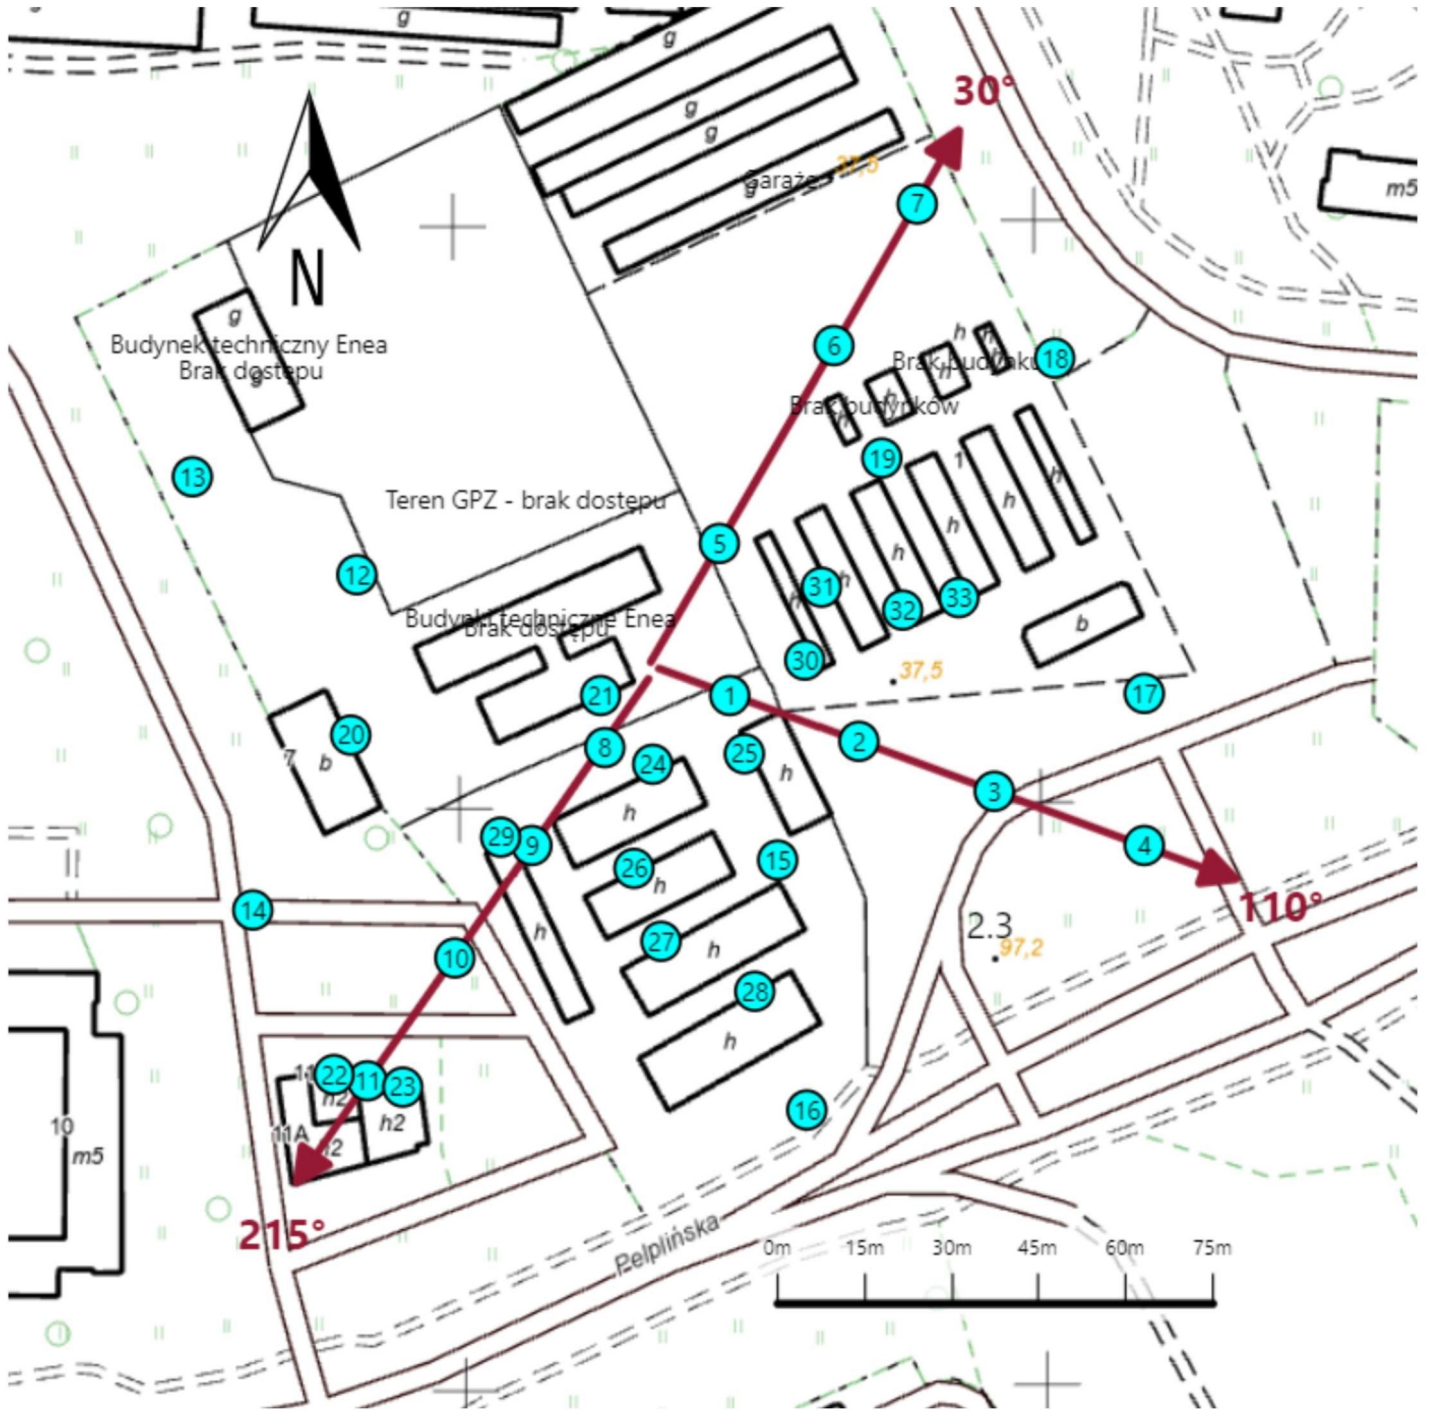 g
g
g
30°
g
g
37,5
Garaże
g
m5
7
N
g
Budynek techniczny Enea
Brak dostępu
g
6
h
h
18
Brak budynku
h
h
Brak budynków
h
19
1
h
13
Teren GPZ - brak dostępu
h
h
5
h
12
31
h
h
33
32
Budynki techniczne Enea
Brak dostępu
b
30
37,5
21
1
17
20
2
8
25
24
7
b
h
3
h
29
9
4
15
26
h
110°
14
2.3
h
27
h
97,2
10
28
h
11
22
11
23
h2
16
h2
10
11A
h2
m5
215°
Pelplińska
0m 15m 30m 45m 60m 75m